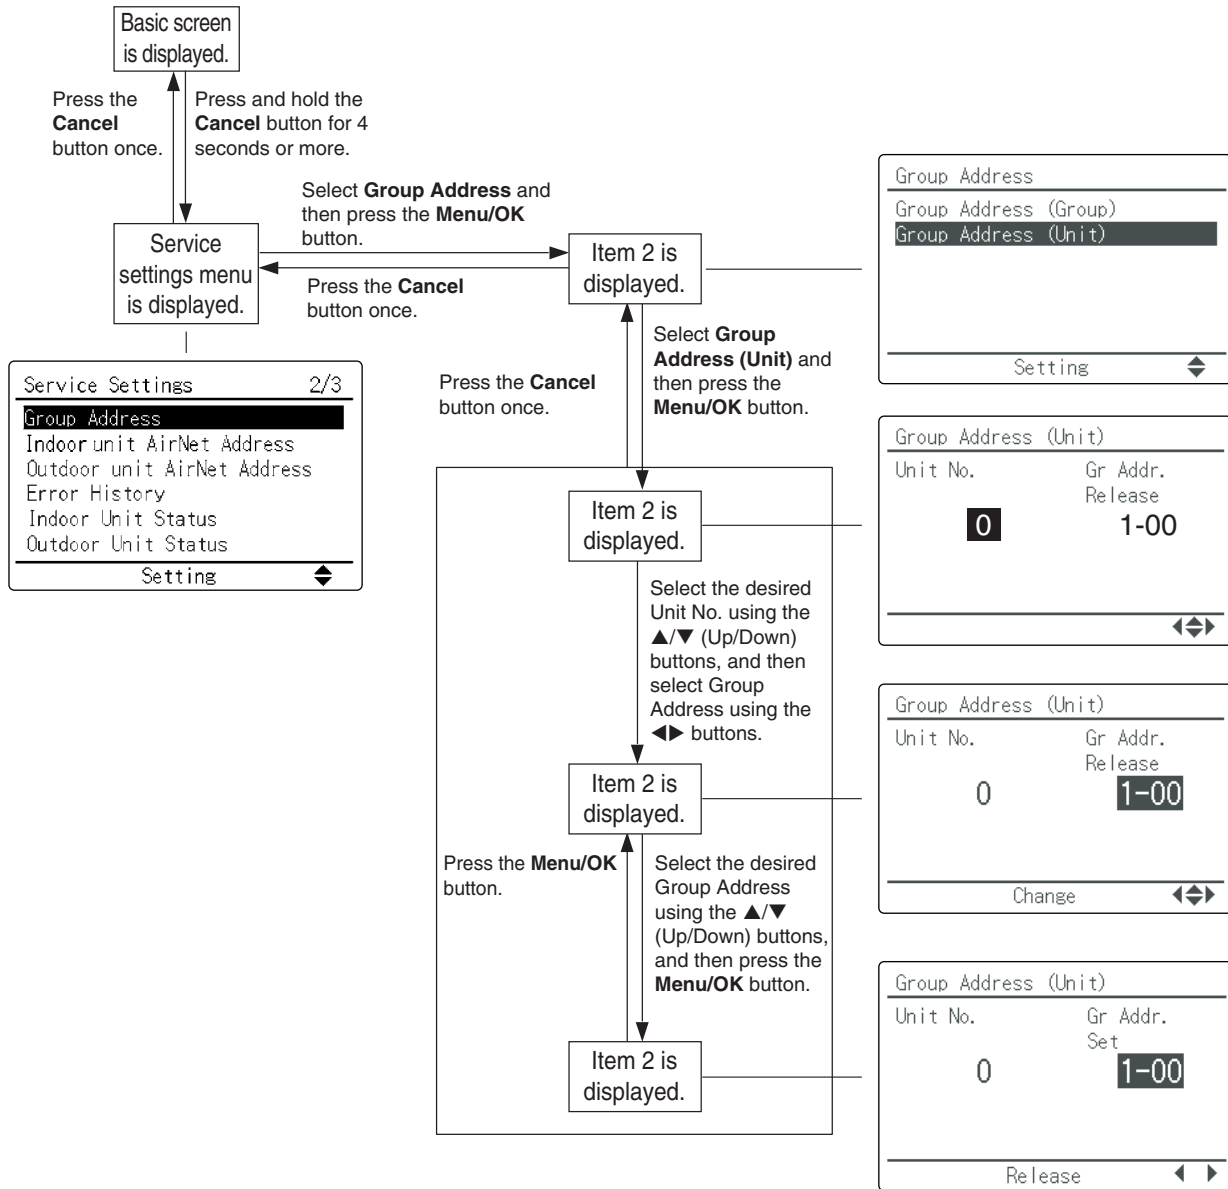 Basic screen
is displayed.
Press the
Cancel
button once.
Press and hold the
Cancel button for 4
seconds or more.
Select Group Address and
then press the Menu/OK
button.
Service
settings menu
is displayed.
Press the Cancel
button once.
Item 2 is
displayed.
Group Address
Group Address (Group)
Group Address (Unit)
Setting
Service Settings 2/3
Group Address
Indoor unit AirNet Address
Outdoor unit AirNet Address
Error History
Indoor Unit Status
Outdoor Unit Status
Setting
Press the Cancel
button once.
Select Group
Address (Unit) and
then press the
Menu/OK button.
Item 2 is
displayed.
Group Address (Unit)
Unit No. Gr Addr.
Release
0 1-00
Select the desired
Unit No. using the
▲/▼ (Up/Down)
buttons, and then
select Group
Address using the
◀▶ buttons.
Item 2 is
displayed.
Group Address (Unit)
Unit No. Gr Addr.
Release
0 1-00
Change
Press the Menu/OK
button.
Select the desired
Group Address
using the ▲/▼
(Up/Down) buttons,
and then press the
Menu/OK button.
Item 2 is
displayed.
Group Address (Unit)
Unit No. Gr Addr.
Set
0 1-00
Release